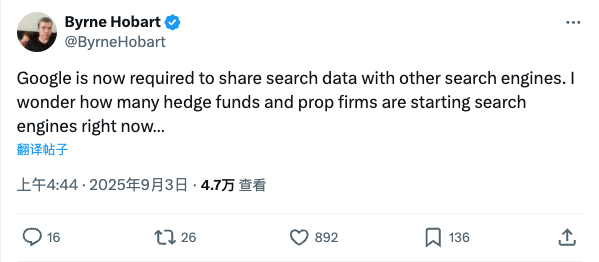 Byrne Hobart
@ByrneHobart
Google is now required to share search data with other search engines. I
wonder how many hedge funds and prop firms are starting search
engines right now...
翻译帖子
上午4:44 · 2025年9月3日 · 4.7万 查看
16 26 892 136